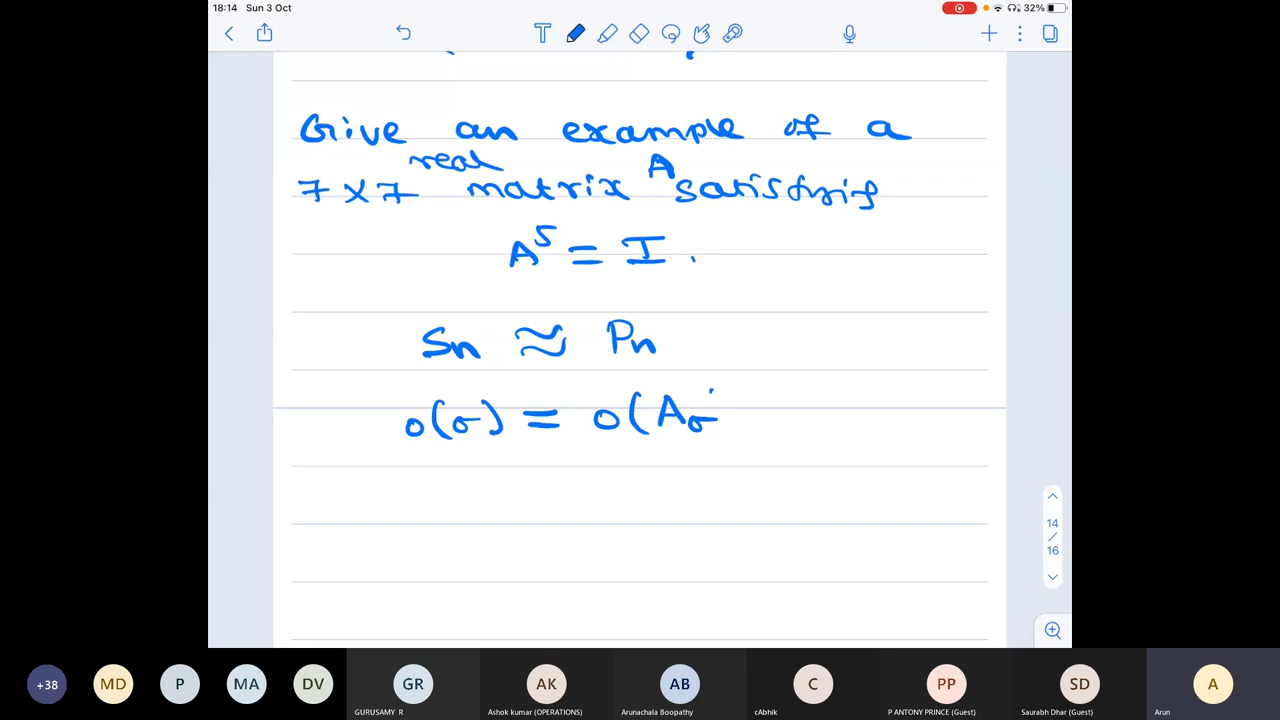 18:14 Sun 3 Oct 32%
Give an example of a
real A
7 x 7 matrix satisfying
A⁵ = I .
Sn ≈ Pn
o(σ) = o(Aσ
14
/
16
+38 MD P MA DV GR AK AB C PP SD A
GURUSAMY R Ashok kumar (OPERATIONS) Arunachala Boopathy cAbhik P ANTONY PRINCE (Guest) Saurabh Dhar (Guest) Arun